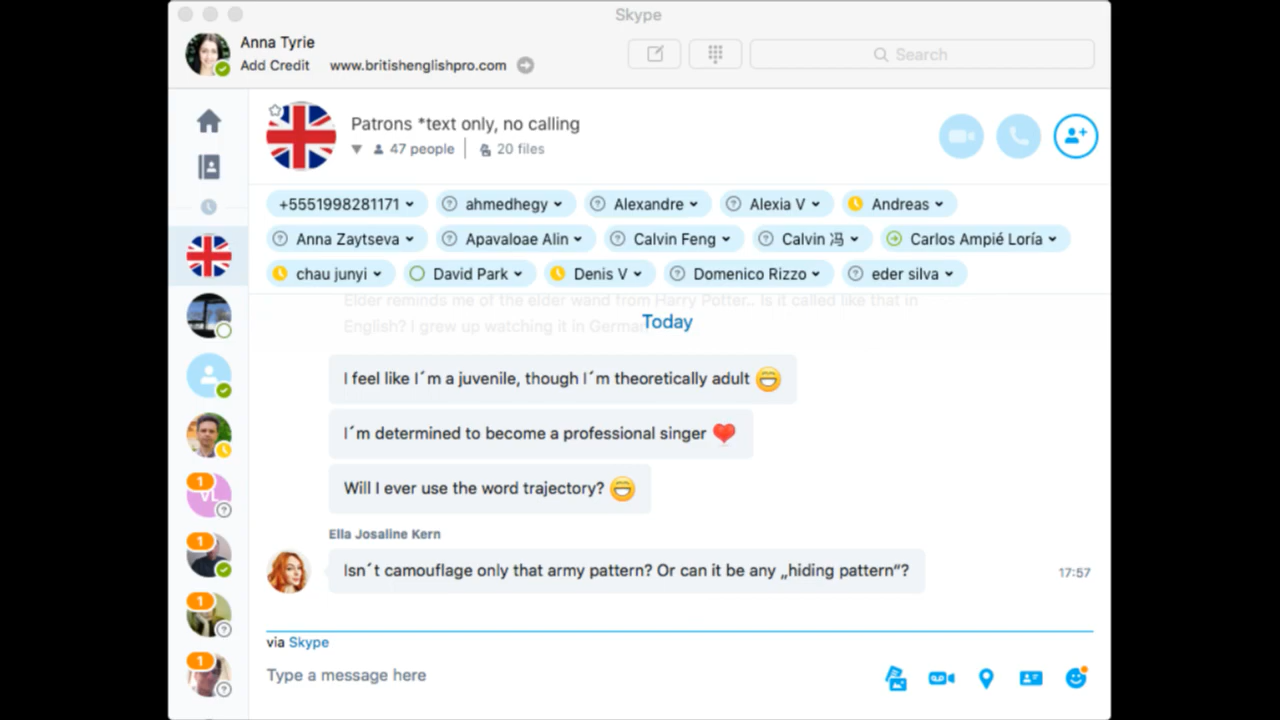 Skype
Anna Tyrie
Add Credit www.britishenglishpro.com
Search
Patrons *text only, no calling
47 people 20 files
+5551998281171 ahmedhegy Alexandre Alexia V Andreas
Anna Zaytseva Apavaloae Alin Calvin Feng Calvin 冯 Carlos Ampié Loría
chau junyi David Park Denis V Domenico Rizzo eder silva
Elder reminds me of the elder wand from Harry Potter.. Is it called like that in
English? I grew up watching it in German
Today
I feel like I´m a juvenile, though I´m theoretically adult
I´m determined to become a professional singer
Will I ever use the word trajectory?
Ella Josaline Kern
Isn´t camouflage only that army pattern? Or can it be any „hiding pattern“?
17:57
1
VL
1
1
1
via Skype
Type a message here